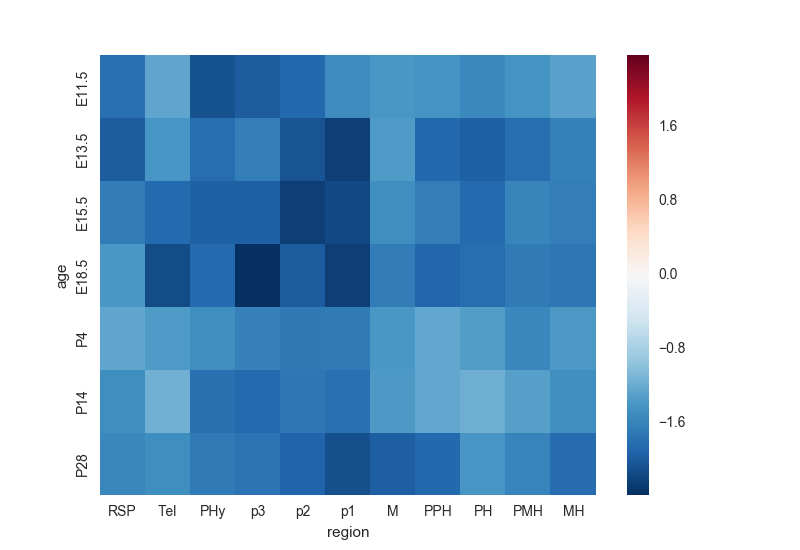 E11.5
E13.5
E15.5
E18.5
P4
P14
P28
age
RSP Tel PHy p3 p2 p1 M PPH PH PMH MH
region
1.6
0.8
0.0
−0.8
−1.6